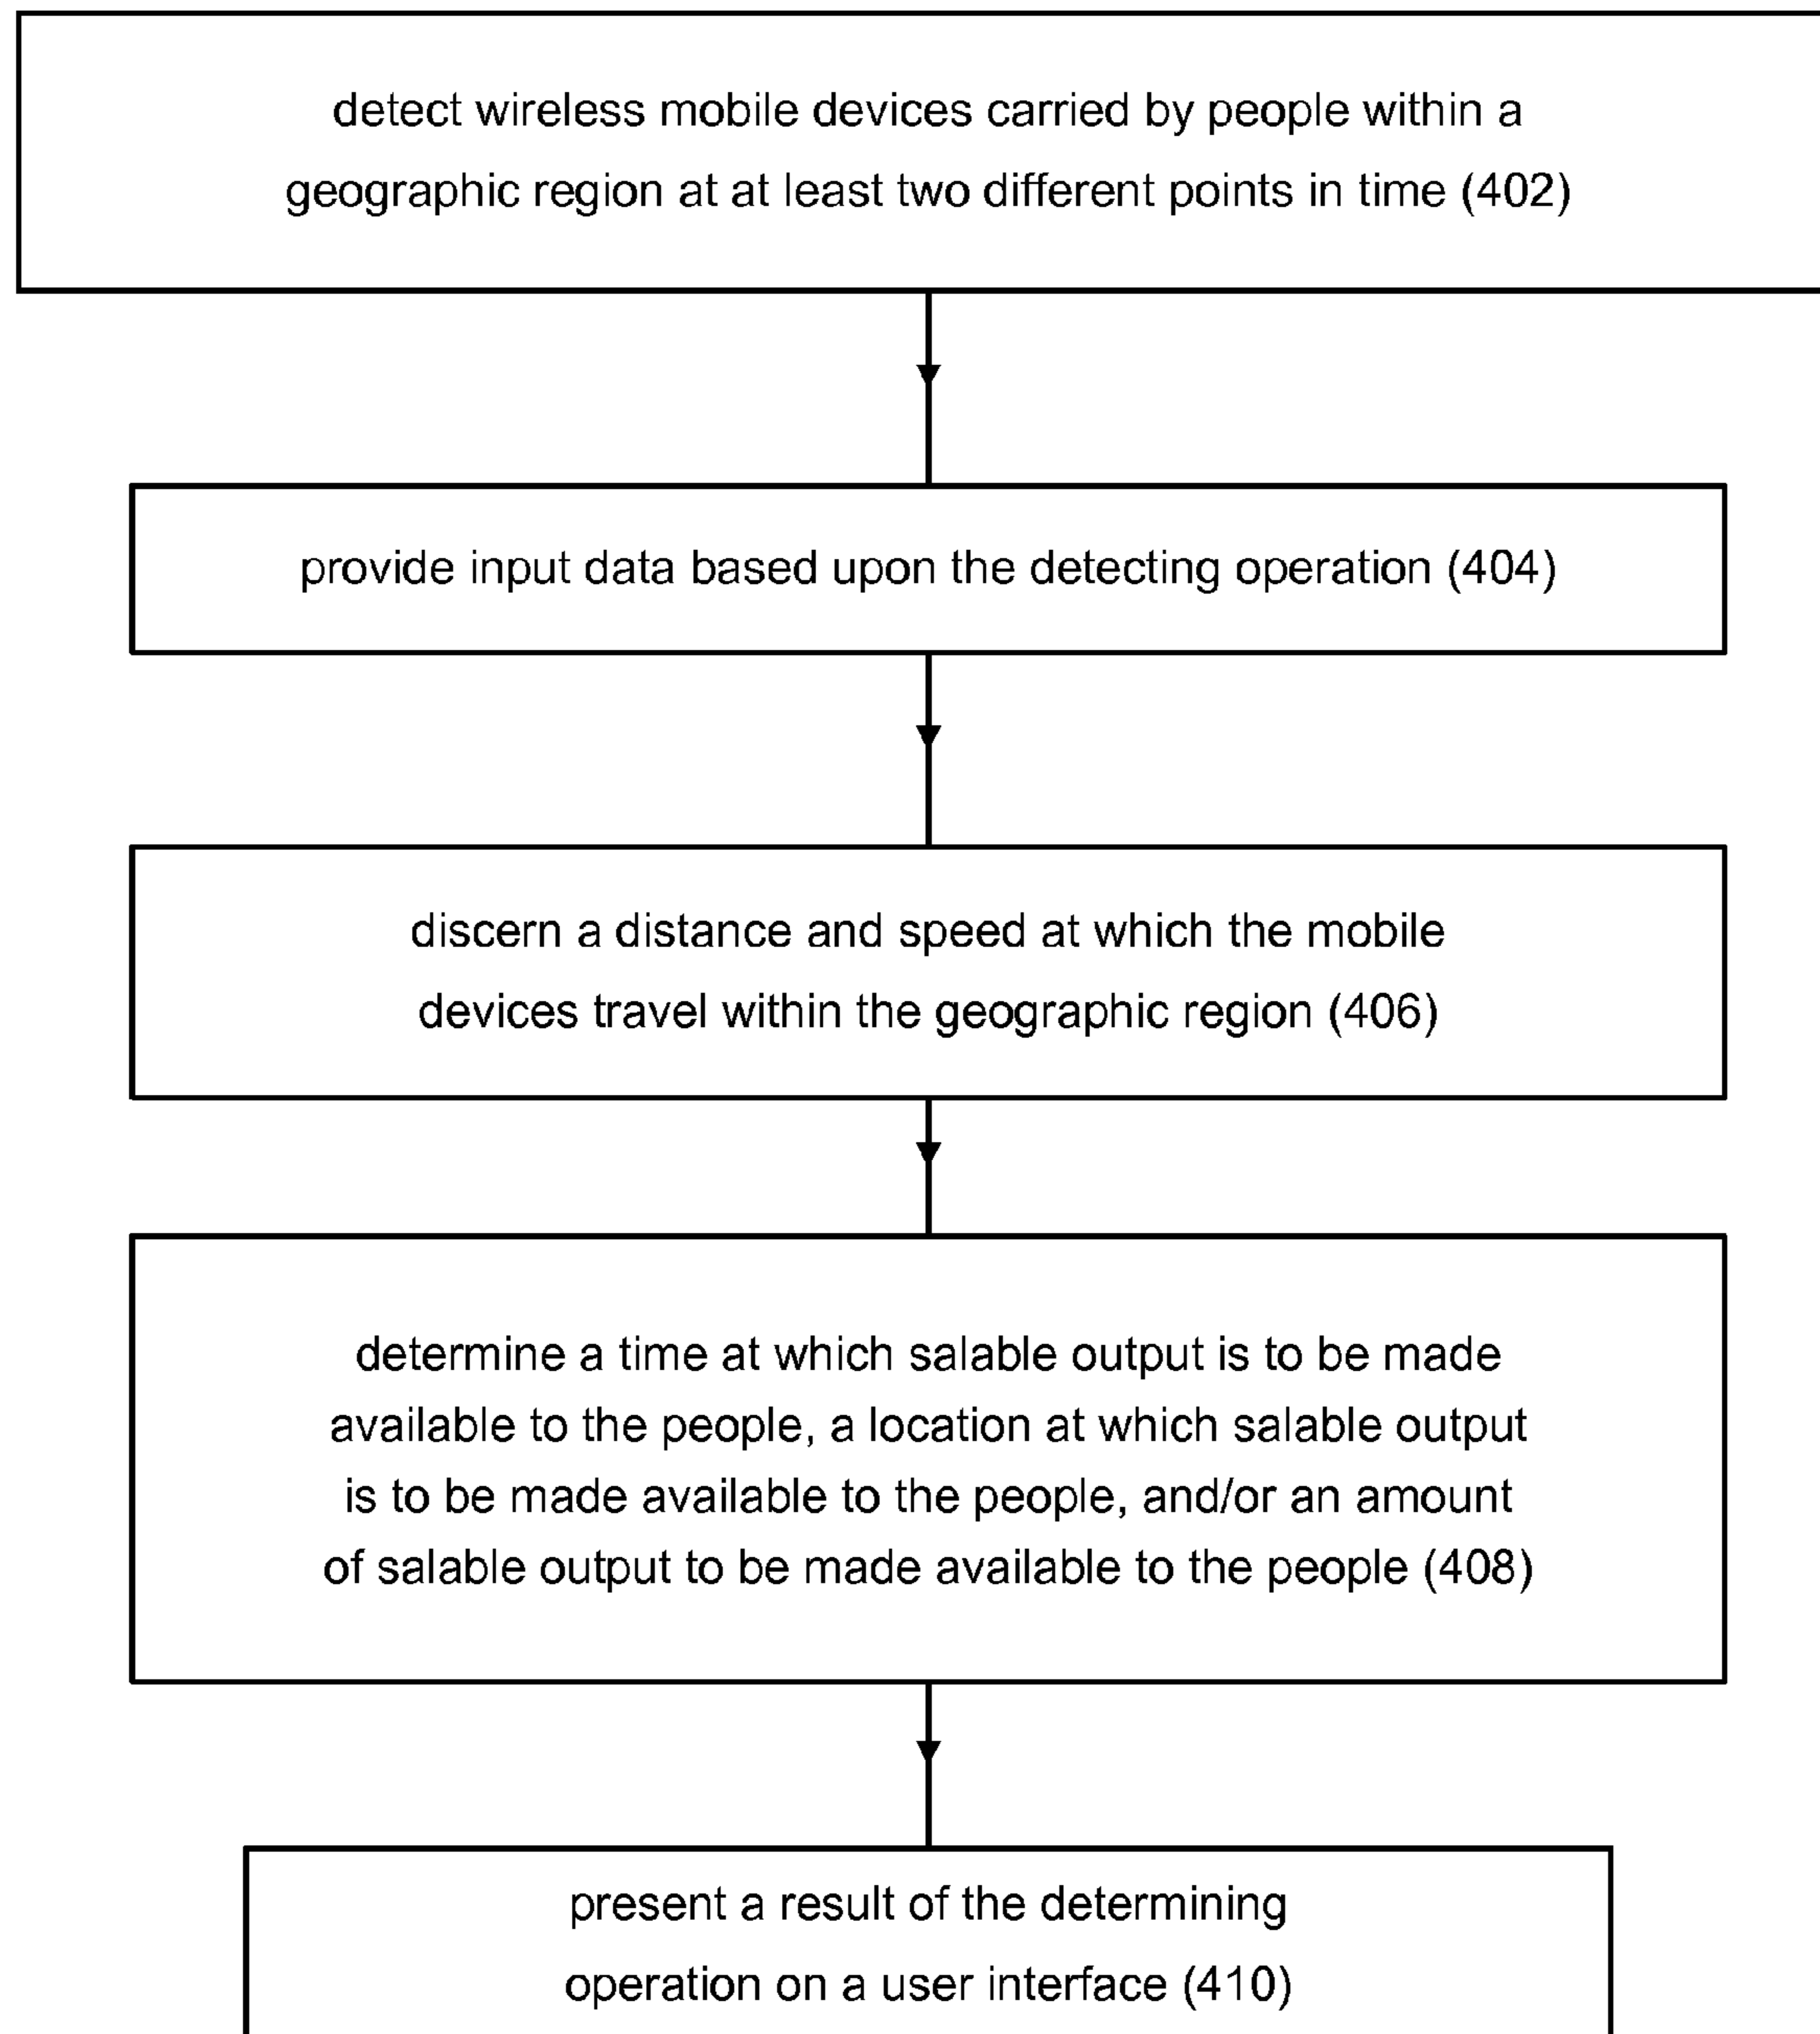 detect wireless mobile devices carried by people within a
geographic region at at least two different points in time (402)
provide input data based upon the detecting operation (404)
discern a distance and speed at which the mobile
devices travel within the geographic region (406)
determine a time at which salable output is to be made
available to the people, a location at which salable output
is to be made available to the people, and/or an amount
of salable output to be made available to the people (408)
present a result of the determining
operation on a user interface (410)